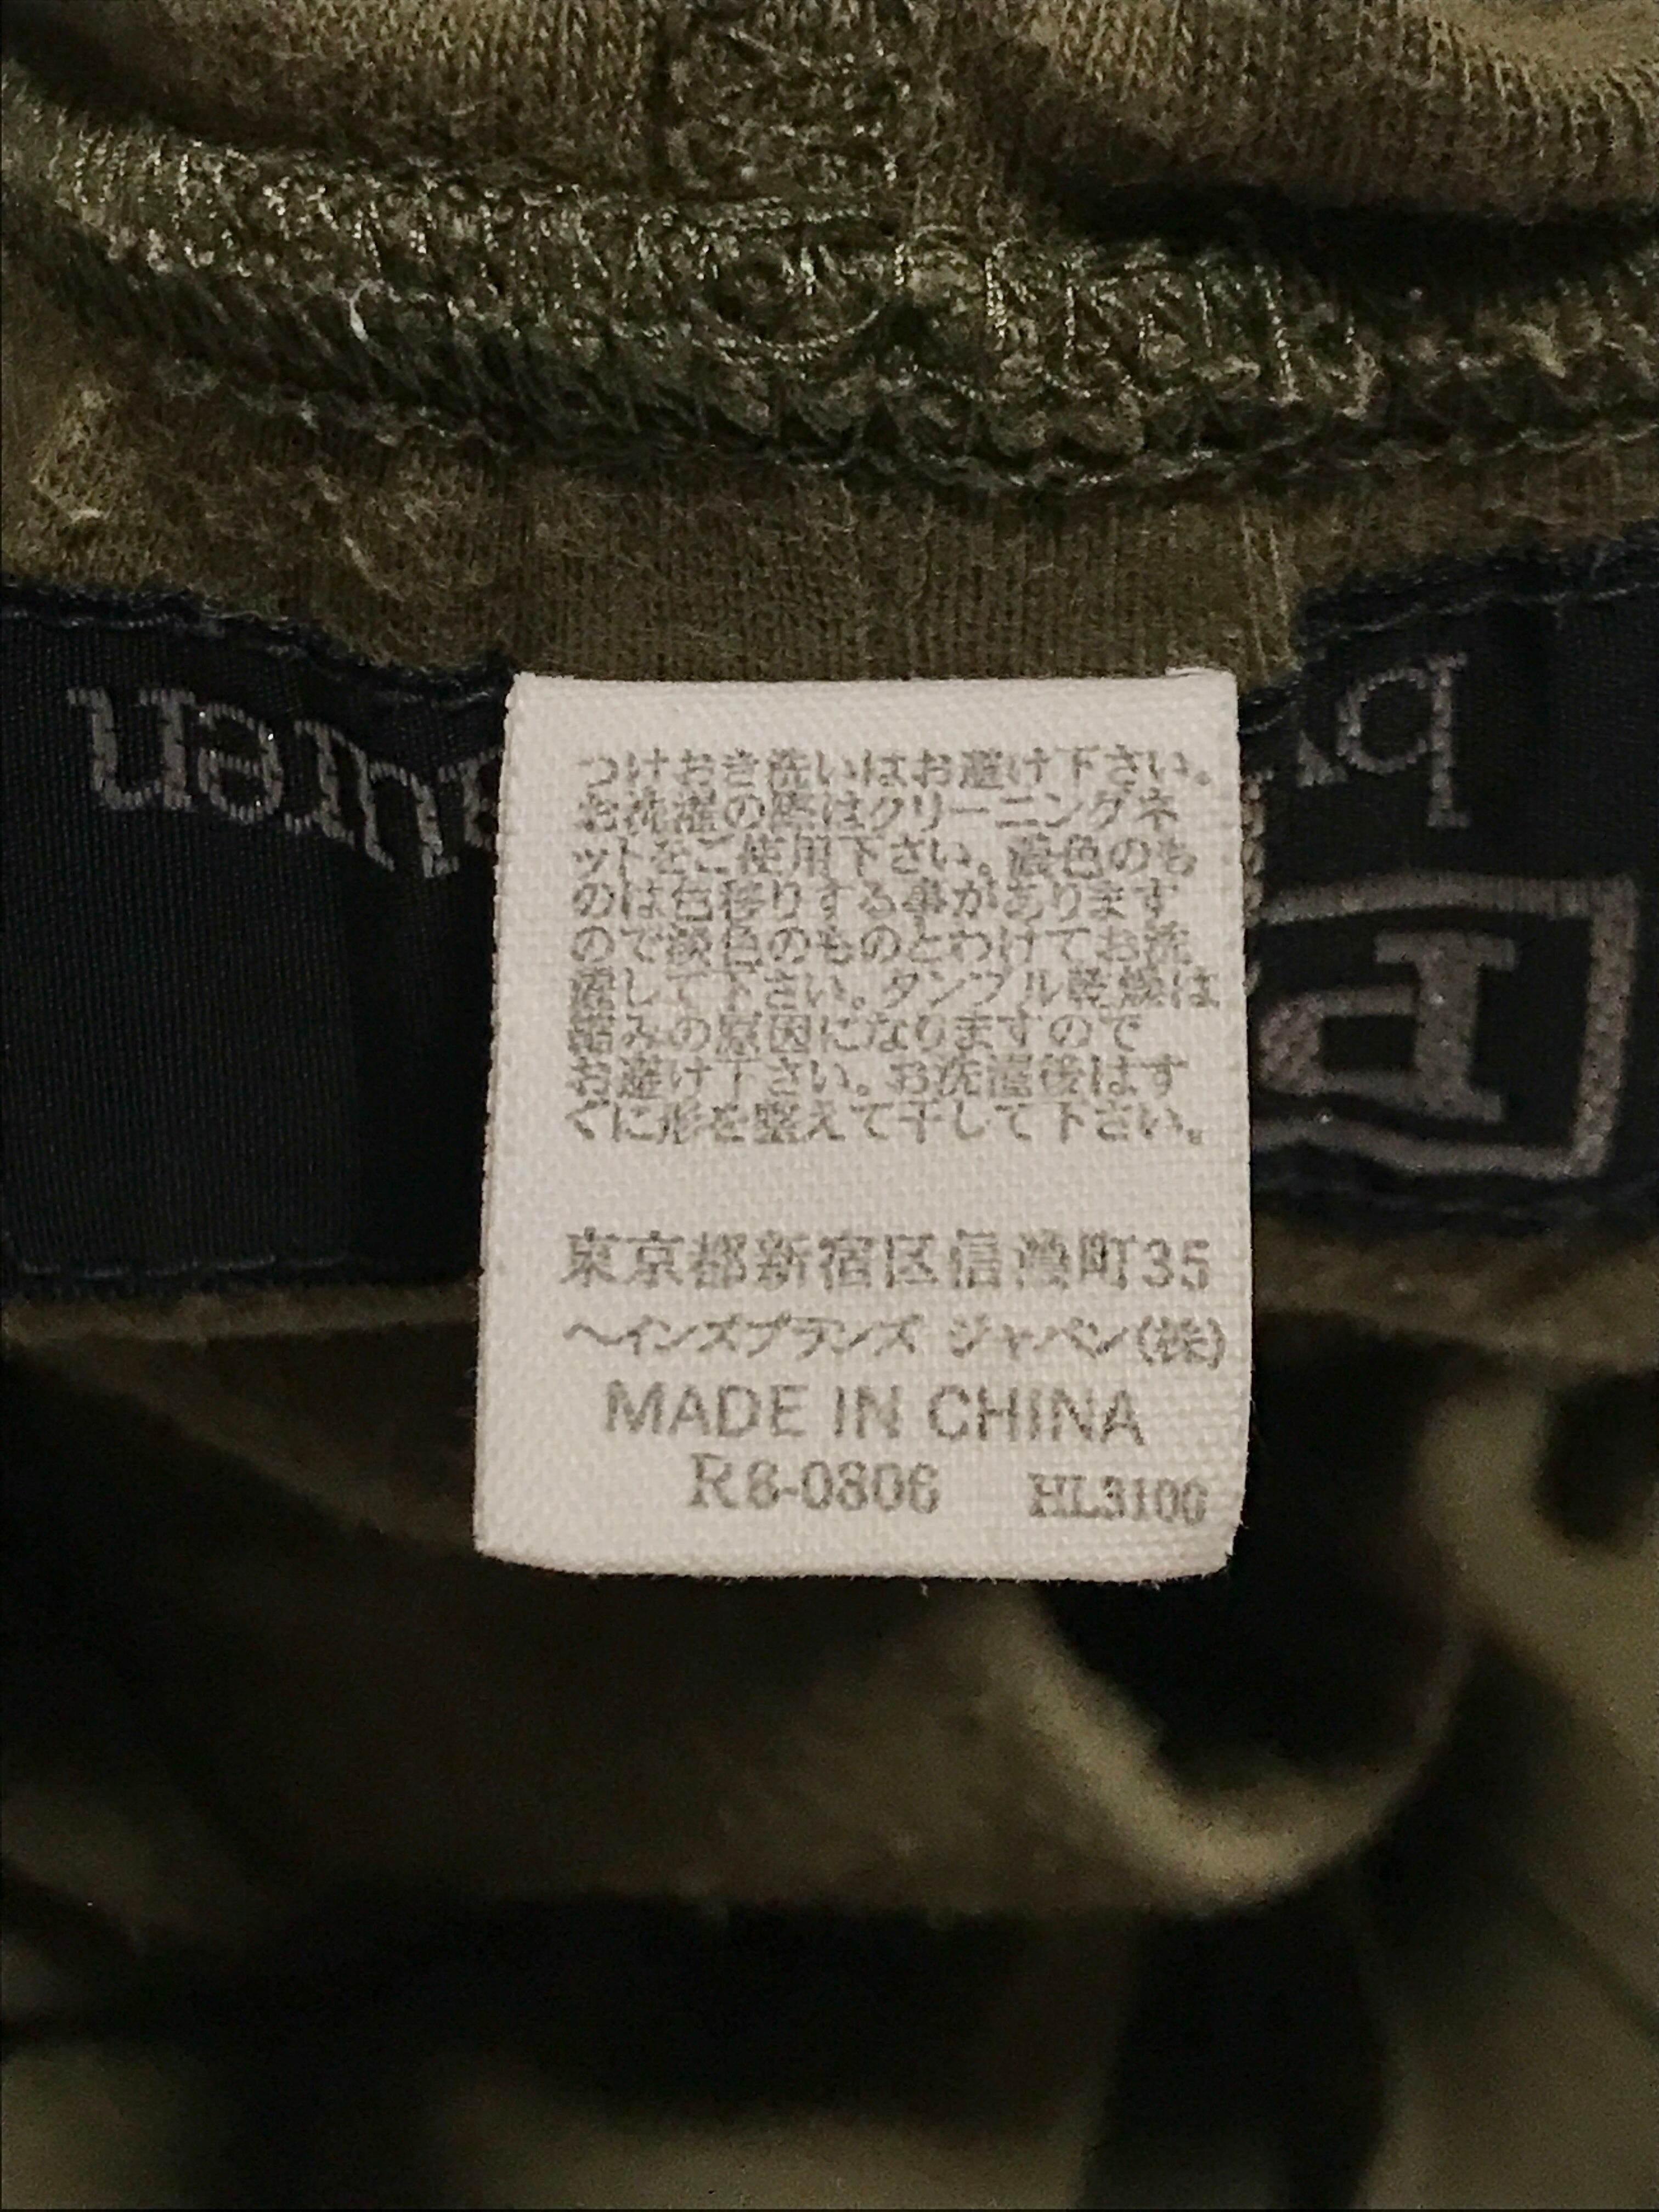 つけおき洗いはお避け下さい。
お洗濯の際はクリーニングネ
ットをご使用下さい。濃色のも
のは色移りする事があります
ので淡色のものとわけてお洗
濯して下さい。タンブル乾燥は
縮みの原因になりますので
お避け下さい。お洗濯後はす
ぐに形を整えて干して下さい。
東京都新宿区信濃町35
ヘインズブランズ ジャパン(株)
MADE IN CHINA
R8-0806 HL3100